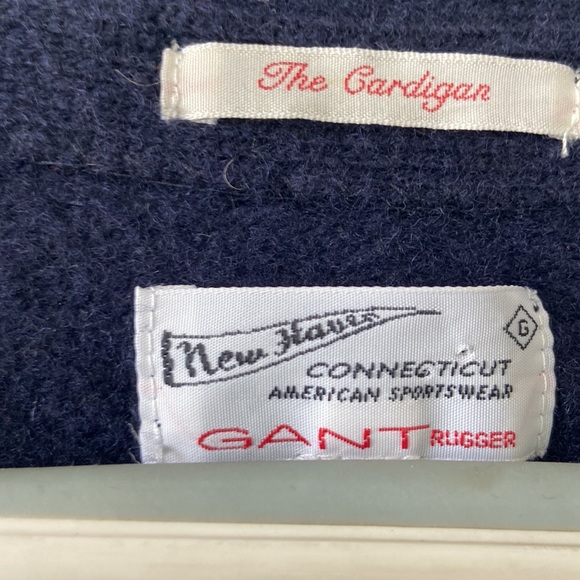 The Cardigan
New Haven
G
CONNECTICUT
AMERICAN SPORTSWEAR
GANT RUGGER